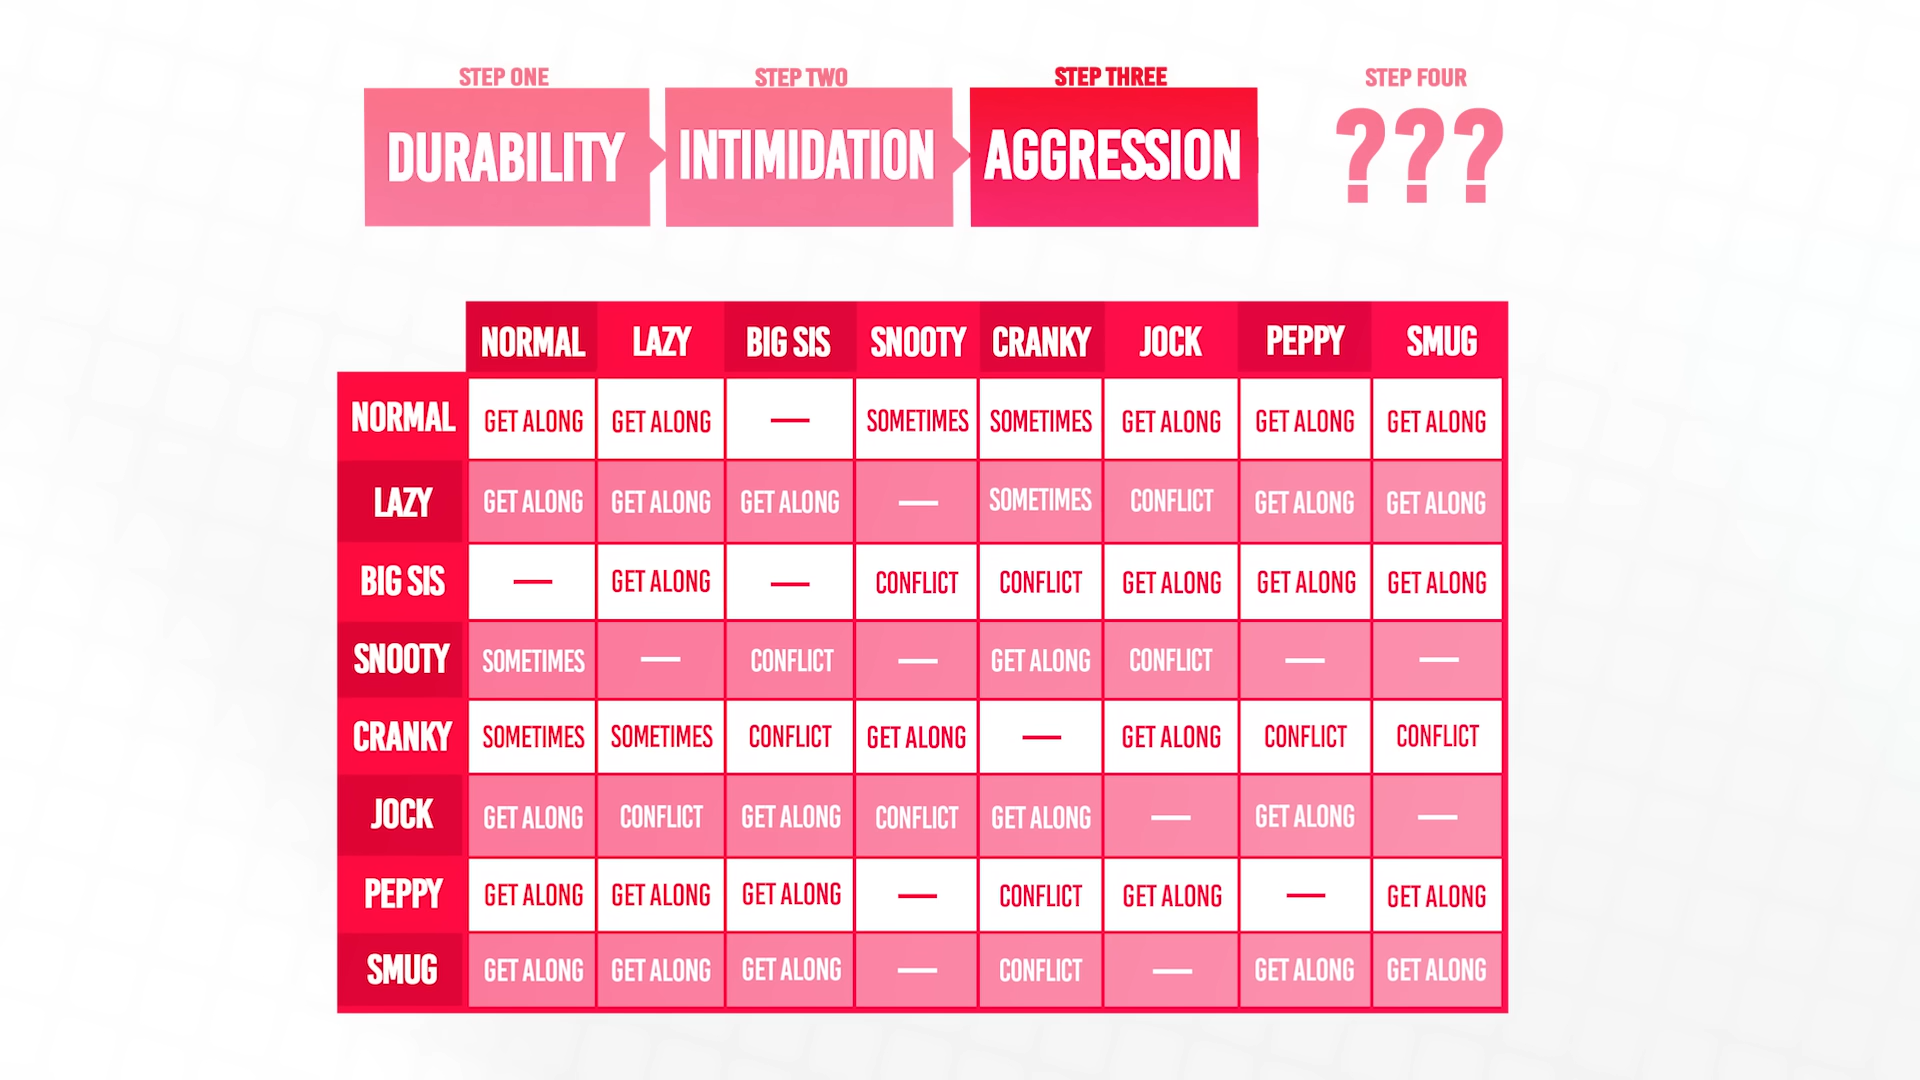 STEP ONE STEP TWO STEP THREE STEP FOUR
DURABILITY INTIMIDATION AGGRESSION ???
NORMAL LAZY BIG SIS SNOOTY CRANKY JOCK PEPPY SMUG
NORMAL GET ALONG GET ALONG — SOMETIMES SOMETIMES GET ALONG GET ALONG GET ALONG
LAZY GET ALONG GET ALONG GET ALONG — SOMETIMES CONFLICT GET ALONG GET ALONG
BIG SIS — GET ALONG — CONFLICT CONFLICT GET ALONG GET ALONG GET ALONG
SNOOTY SOMETIMES — CONFLICT — GET ALONG CONFLICT — —
CRANKY SOMETIMES SOMETIMES CONFLICT GET ALONG — GET ALONG CONFLICT CONFLICT
JOCK GET ALONG CONFLICT GET ALONG CONFLICT GET ALONG — GET ALONG —
PEPPY GET ALONG GET ALONG GET ALONG — CONFLICT GET ALONG — GET ALONG
SMUG GET ALONG GET ALONG GET ALONG — CONFLICT — GET ALONG GET ALONG